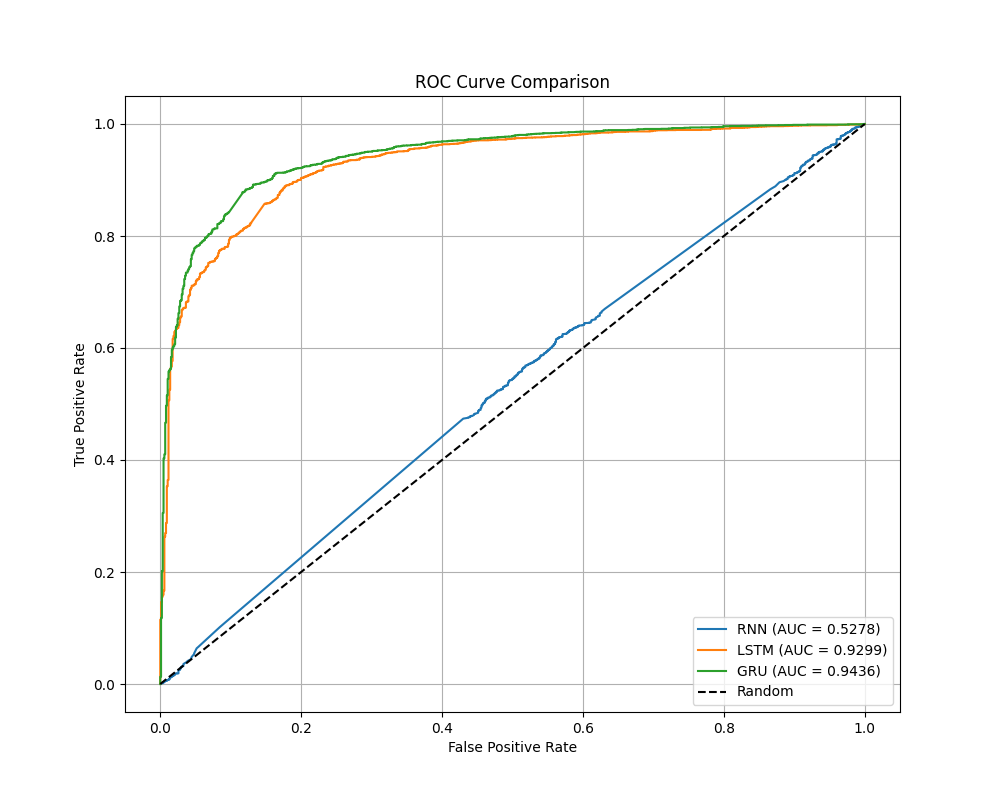 ROC Curve Comparison
True Positive Rate
1.0
0.8
0.6
0.4
0.2
0.0
RNN (AUC = 0.5278)
LSTM (AUC = 0.9299)
GRU (AUC = 0.9436)
Random
0.0 0.2 0.4 0.6 0.8 1.0
False Positive Rate